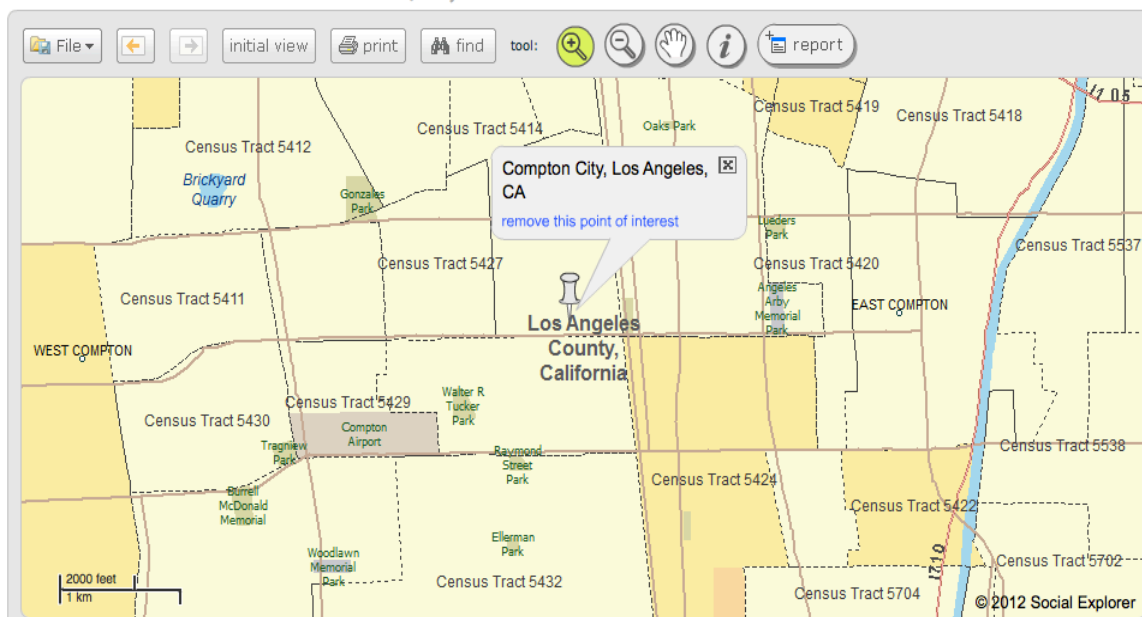 File
initial view
print
find
tool:
report
Census Tract 5419
Census Tract 5418
Census Tract 5414
Oaks Park
Census Tract 5412
Compton City, Los Angeles,
CA
remove this point of interest
Brickyard
Quarry
Gonzales
Park
Lueders
Park
Census Tract 5537
Census Tract 5427
Census Tract 5420
Census Tract 5411
Angeles
Arby
Memorial
Park
EAST COMPTON
Los Angeles
County,
California
WEST COMPTON
Census Tract 5430
Census Tract 5429
Walter R
Tucker
Park
Compton
Airport
Tragniew
Park
Raymond
Street
Park
Census Tract 5538
Census Tract 5424
Burrell
McDonald
Memorial
Census Tract 5422
Ellerman
Park
Woodlawn
Memorial
Park
I710
Census Tract 5702
2000 feet
1 km
Census Tract 5432
Census Tract 5704
© 2012 Social Explorer